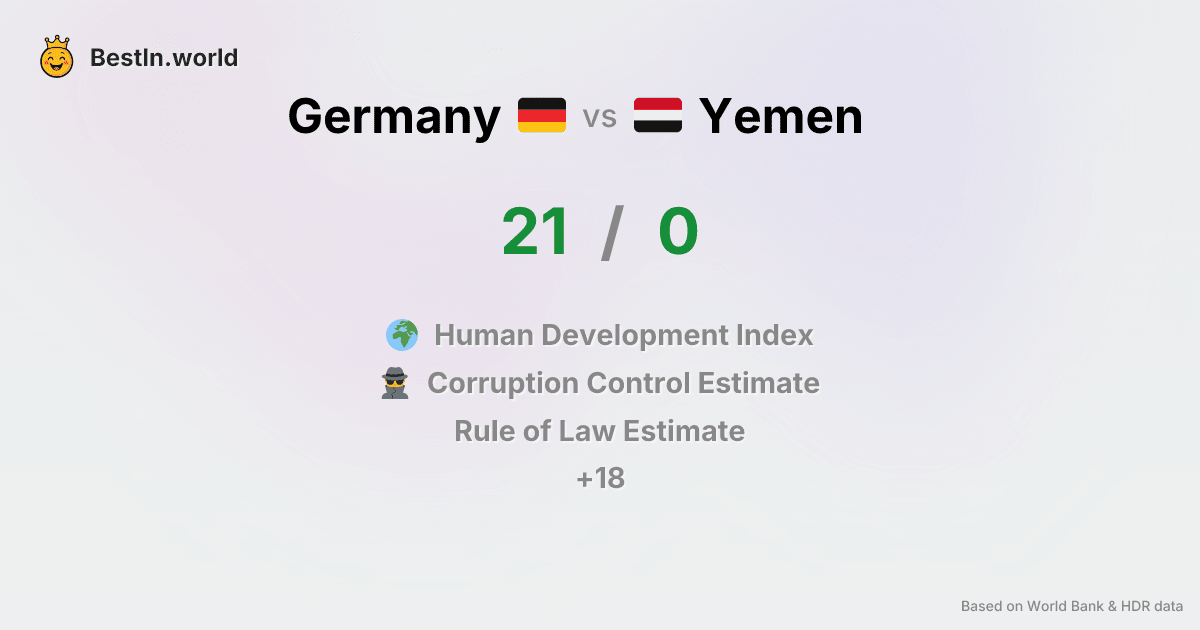 BestIn.world
Germany vs Yemen
21 / 0
Human Development Index
Corruption Control Estimate
Rule of Law Estimate
+18
Based on World Bank & HDR data